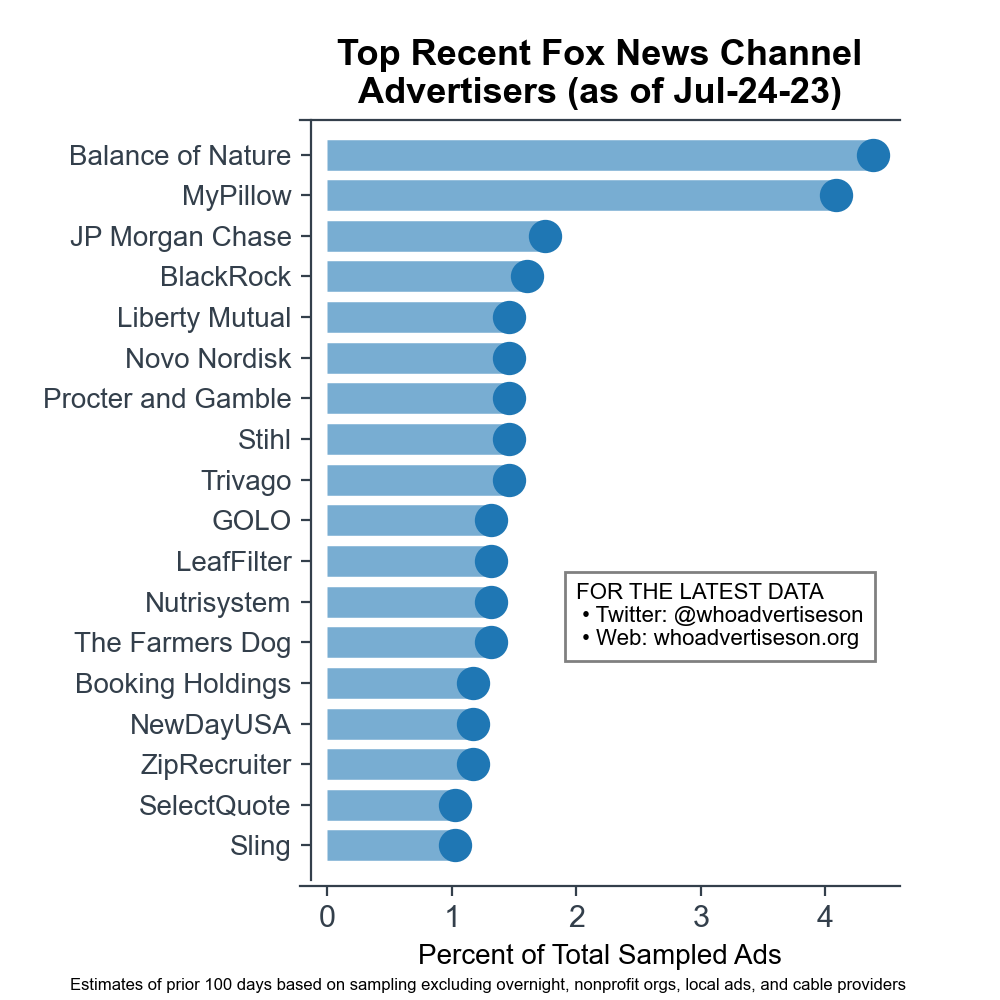 Top Recent Fox News Channel
Advertisers (as of Jul-24-23)
Balance of Nature
MyPillow
JP Morgan Chase
BlackRock
Liberty Mutual
Novo Nordisk
Procter and Gamble
Stihl
Trivago
GOLO
LeafFilter
Nutrisystem
The Farmers Dog
Booking Holdings
NewDayUSA
ZipRecruiter
SelectQuote
Sling
FOR THE LATEST DATA
• Twitter: @whoadvertiseson
• Web: whoadvertiseson.org
0 1 2 3 4
Percent of Total Sampled Ads
Estimates of prior 100 days based on sampling excluding overnight, nonprofit orgs, local ads, and cable providers